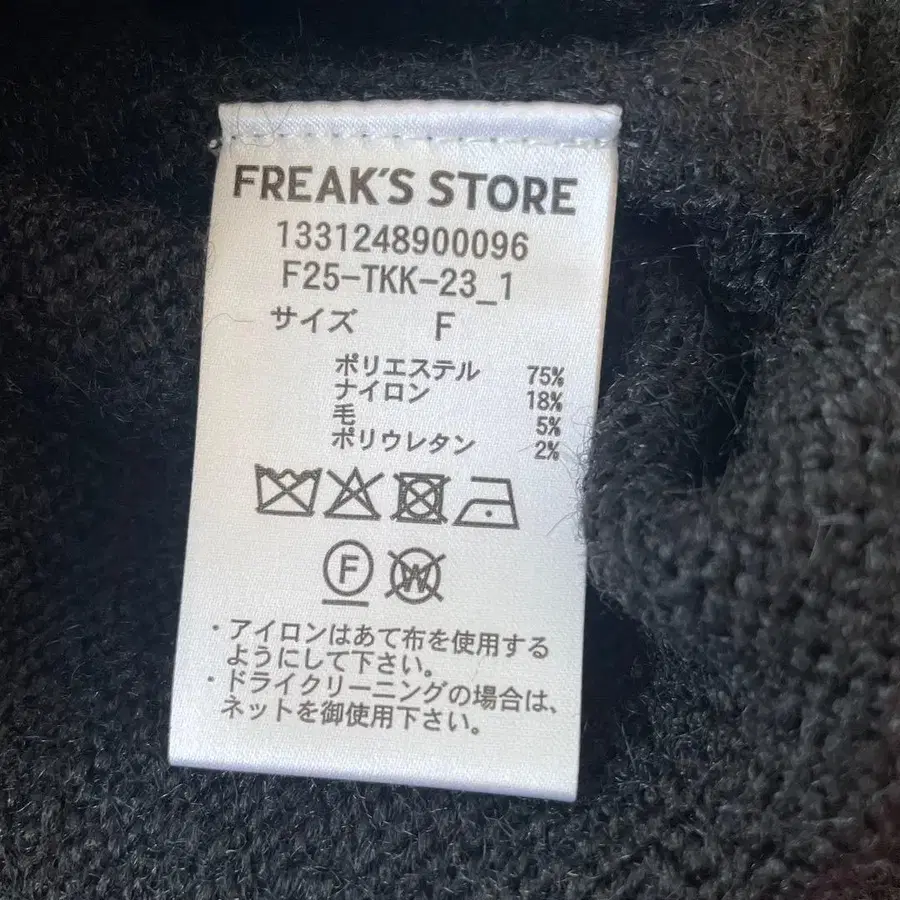 FREAK'S STORE
1331248900096
F25-TKK-23_1
サイズ F
ポリエステル 75%
ナイロン 18%
毛 5%
ポリウレタン 2%
F W
・アイロンはあて布を使用する
ようにして下さい。
・ドライクリーニングの場合は、
ネットを御使用下さい。